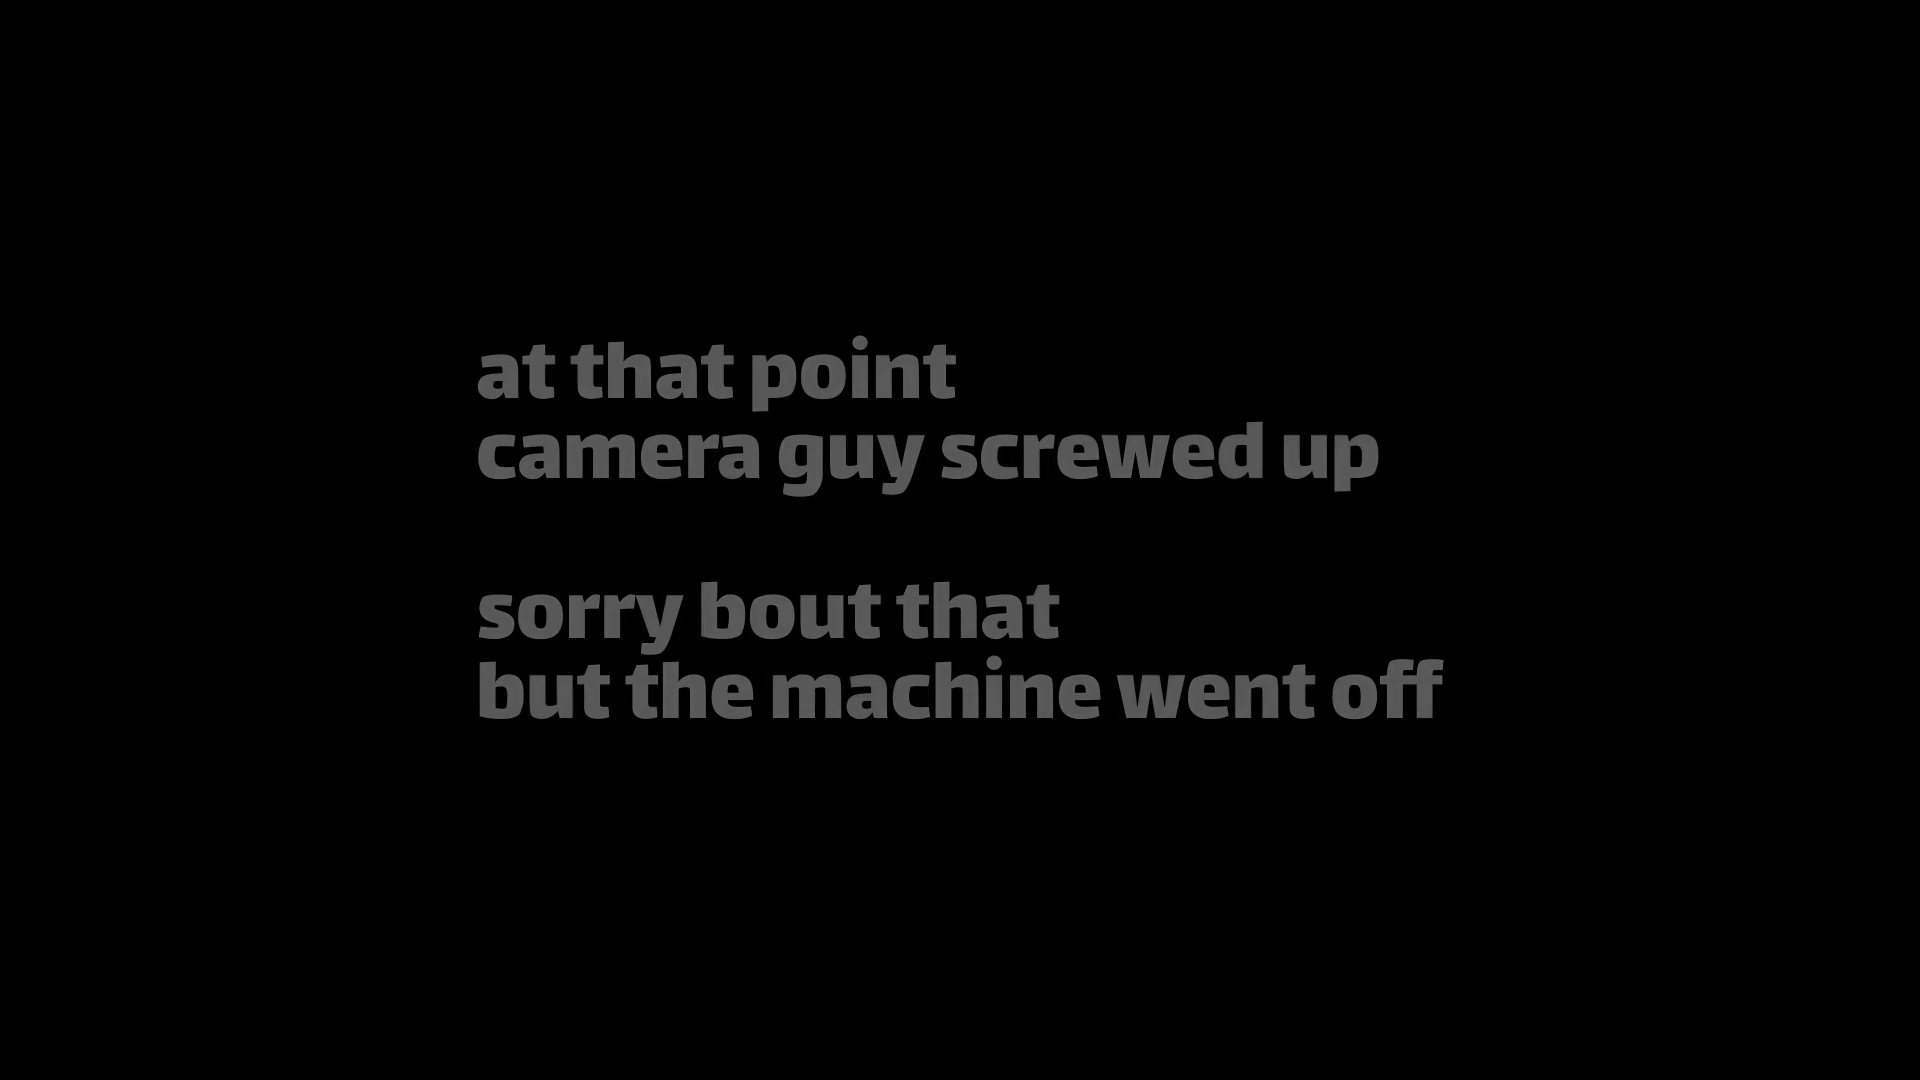 at that point
camera guy screwed up
sorry bout that
but the machine went off